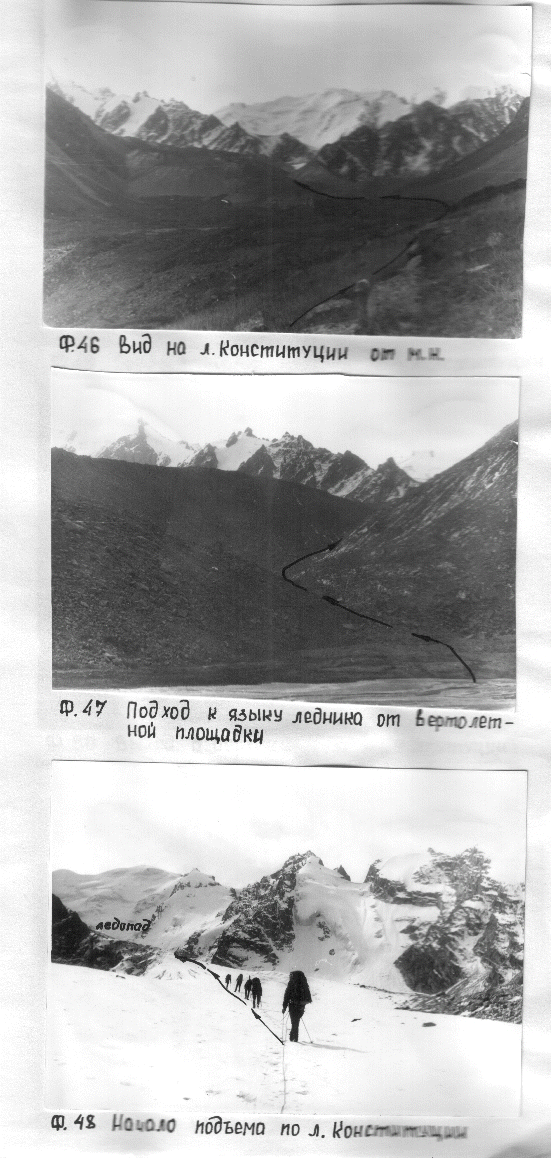 Ф.46 Вид на л. Конституции от м.н.
Ф.47 Подход к языку ледника от вертолет-
ной площадки
ледопад
Ф.48 Начало подъема по л. Конституции